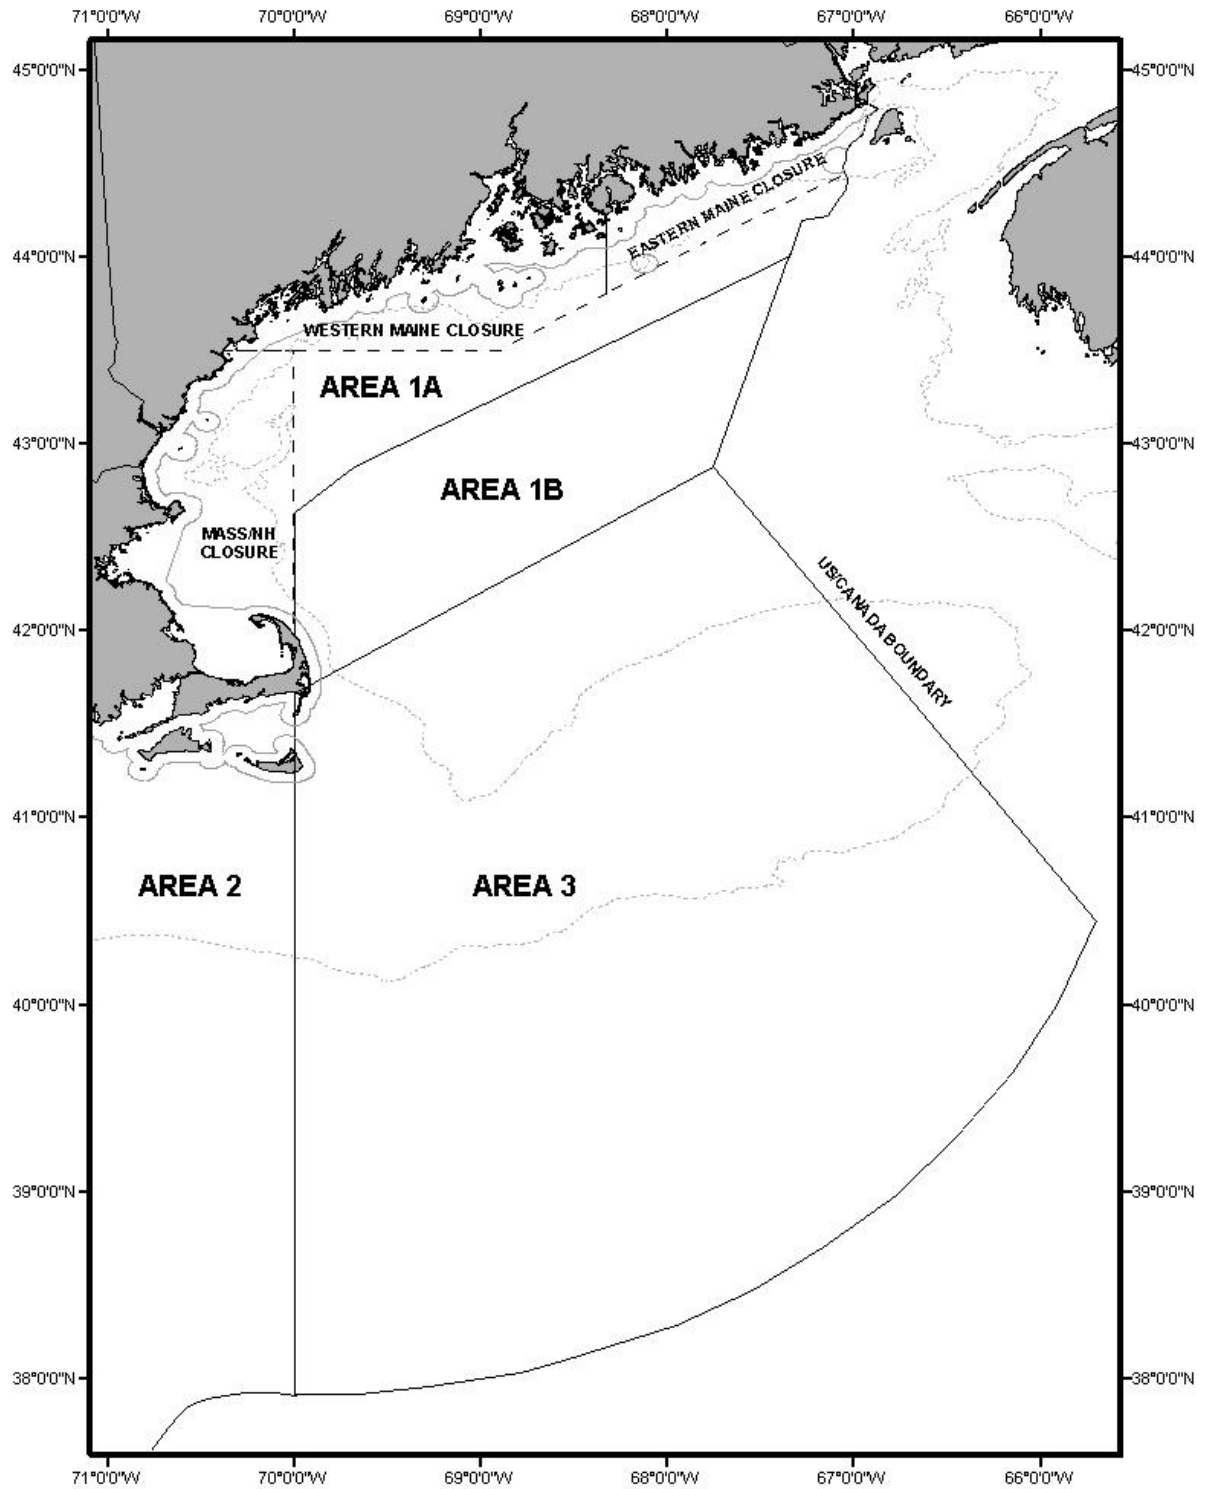 71°0'0"W 70°0'0"W 69°0'0"W 68°0'0"W 67°0'0"W 66°0'0"W
45°0'0"N 45°0'0"N
EASTERN MAINE CLOSURE
44°0'0"N 44°0'0"N
WESTERN MAINE CLOSURE
AREA 1A
43°0'0"N 43°0'0"N
AREA 1B
MASS/NH
CLOSURE
US/CANADA BOUNDARY
42°0'0"N 42°0'0"N
41°0'0"N 41°0'0"N
AREA 2 AREA 3
40°0'0"N 40°0'0"N
39°0'0"N 39°0'0"N
38°0'0"N 38°0'0"N
71°0'0"W 70°0'0"W 69°0'0"W 68°0'0"W 67°0'0"W 66°0'0"W